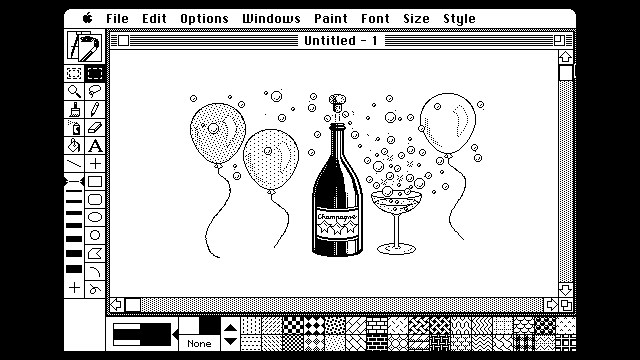 File Edit Options Windows Paint Font Size Style
Untitled - 1
A
Champagne
None